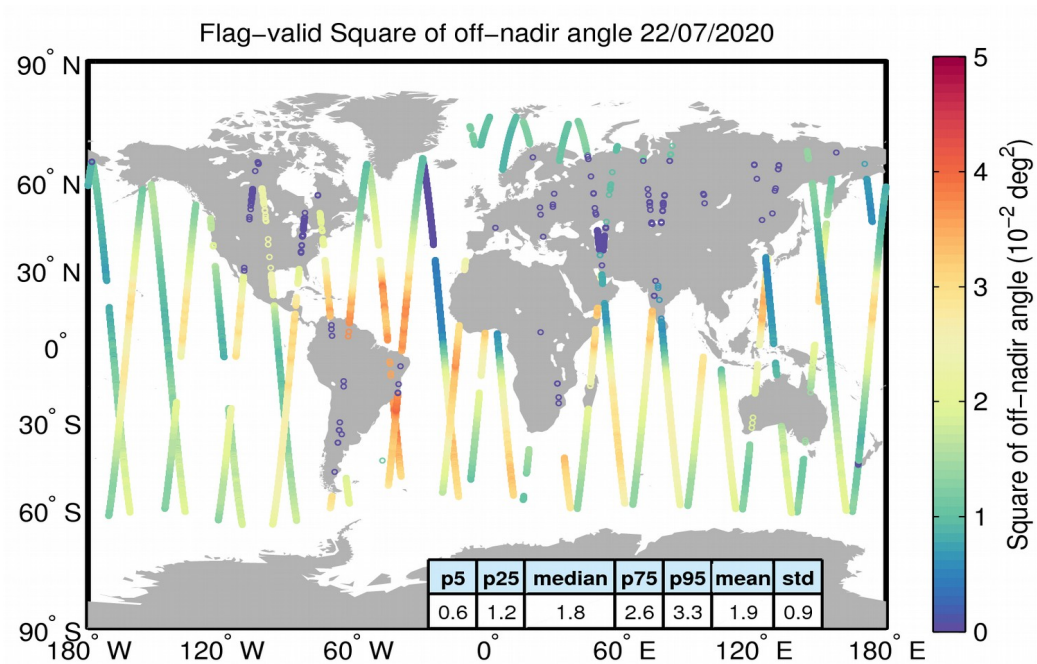 Flag−valid Square of off−nadir angle 22/07/2020
90° N
60° N
30° N
0°
30° S
60° S
90° S
180° W
120° W
60° W
0°
60° E
120° E
180° E
p5 p25 median p75 p95 mean std
0.6 1.2 1.8 2.6 3.3 1.9 0.9
5
4
3
2
1
0
Square of off−nadir angle (10⁻² deg²)